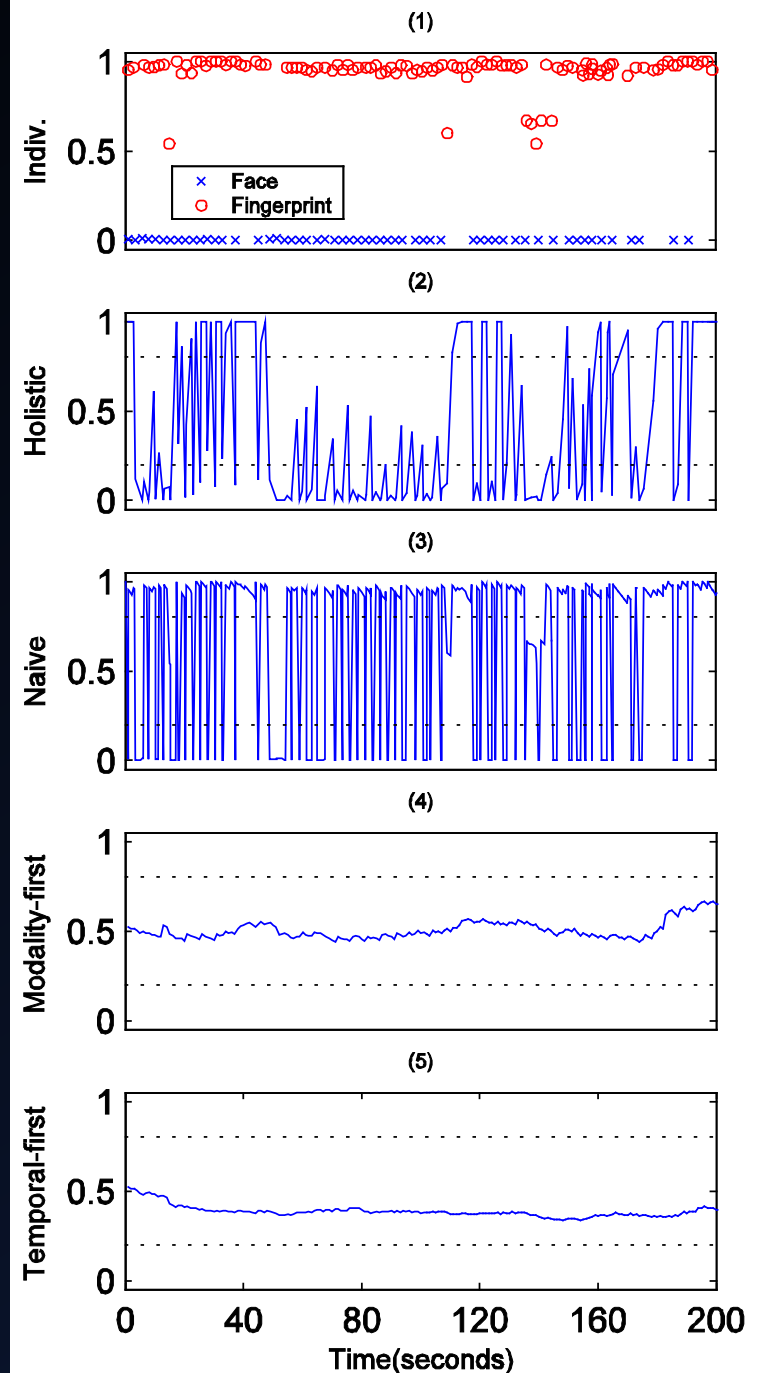 (1)
Indiv.
1
0.5
0
Face
Fingerprint
(2)
Holistic
1
0.5
0
(3)
Naive
1
0.5
0
(4)
Modality-first
1
0.5
0
(5)
Temporal-first
1
0.5
0
0 40 80 120 160 200
Time(seconds)